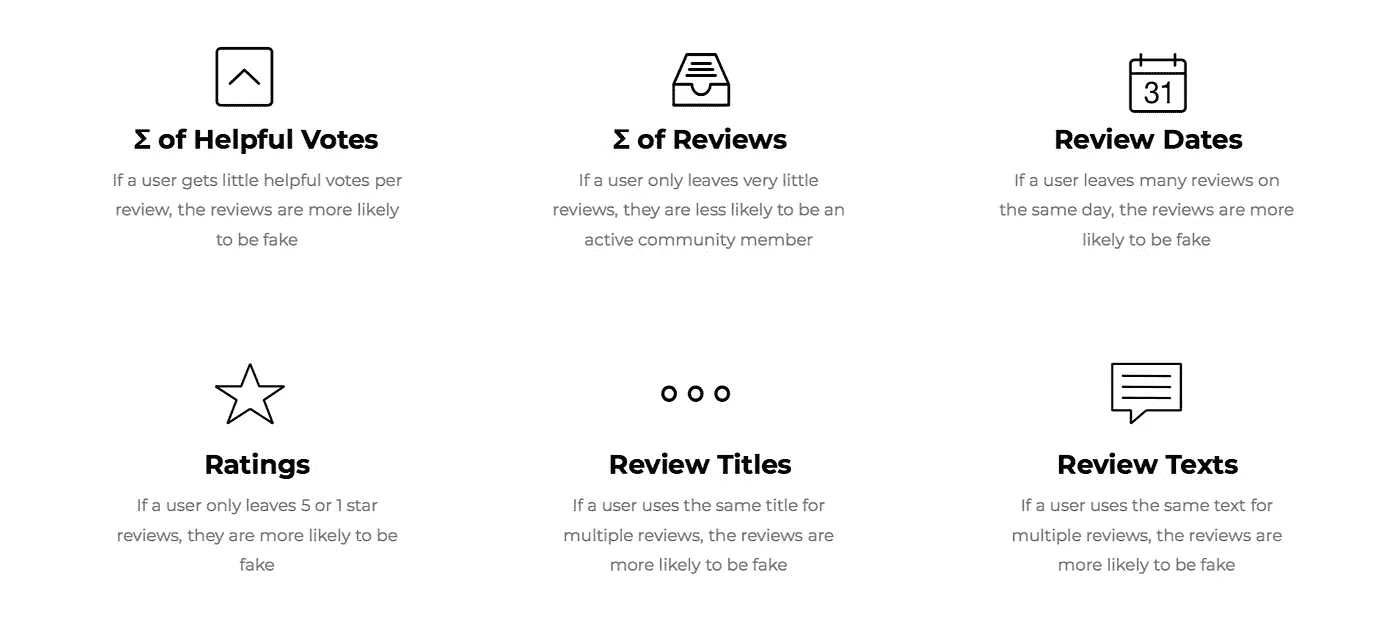 Σ of Helpful Votes
If a user gets little helpful votes per
review, the reviews are more likely
to be fake
Σ of Reviews
If a user only leaves very little
reviews, they are less likely to be an
active community member
31
Review Dates
If a user leaves many reviews on
the same day, the reviews are more
likely to be fake
Ratings
If a user only leaves 5 or 1 star
reviews, they are more likely to be
fake
Review Titles
If a user uses the same title for
multiple reviews, the reviews are
more likely to be fake
Review Texts
If a user uses the same text for
multiple reviews, the reviews are
more likely to be fake